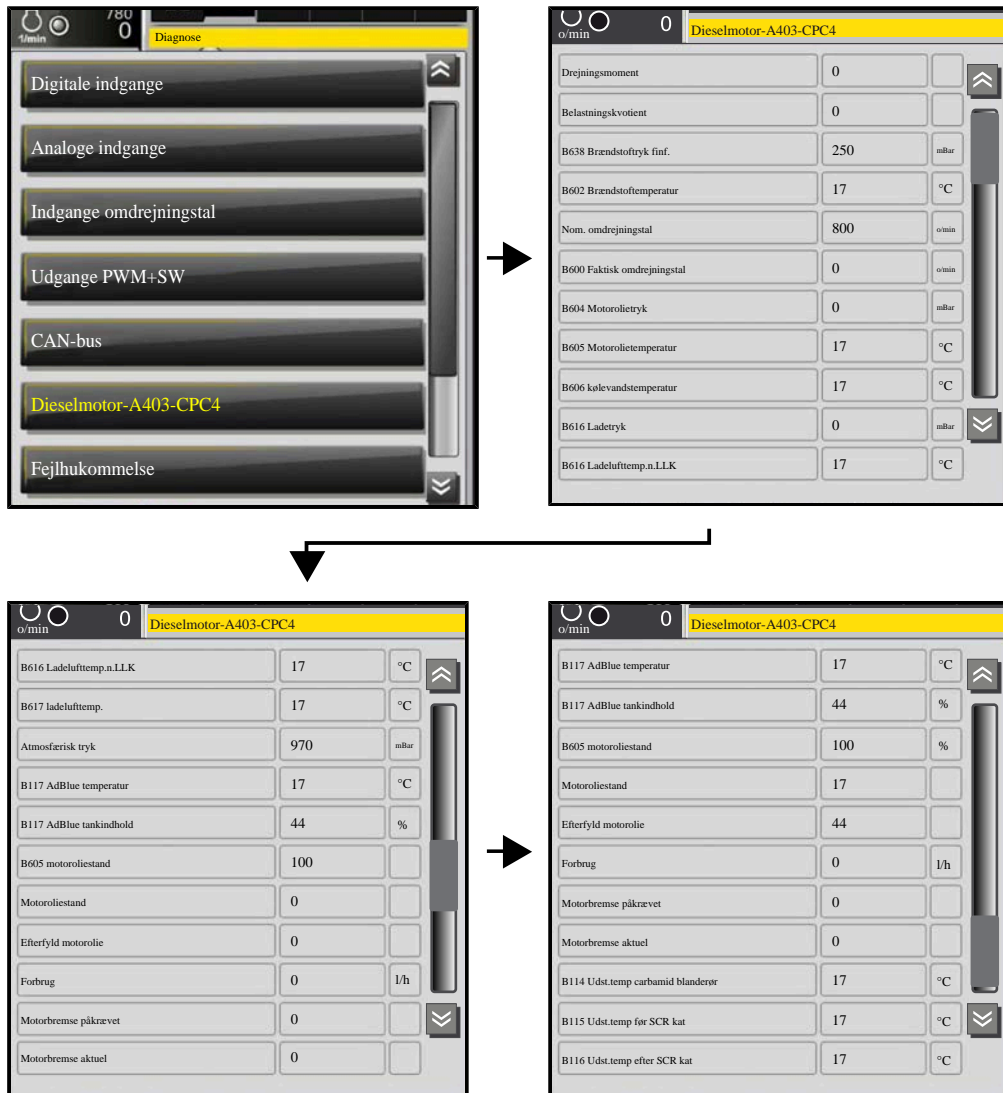 780
1/min 0 Diagnose
Digitale indgange
Analoge indgange
Indgange omdrejningstal
Udgange PWM+SW
CAN-bus
Dieselmotor-A403-CPC4
Fejlhukommelse
o/min 0 Dieselmotor-A403-CPC4
Drejningsmoment 0
Belastningskvotient 0
B638 Brændstoftryk finf. 250 mBar
B602 Brændstoftemperatur 17 °C
Nom. omdrejningstal 800 o/min
B600 Faktisk omdrejningstal 0 o/min
B604 Motorolietryk 0 mBar
B605 Motorolietemperatur 17 °C
B606 kølevandstemperatur 17 °C
B616 Ladetryk 0 mBar
B616 Ladelufttemp.n.LLK 17 °C
o/min 0 Dieselmotor-A403-CPC4
B616 Ladelufttemp.n.LLK 17 °C
B617 ladelufttemp. 17 °C
Atmosfærisk tryk 970 mBar
B117 AdBlue temperatur 17 °C
B117 AdBlue tankindhold 44 %
B605 motoroliestand 100
Motoroliestand 0
Efterfyld motorolie 0
Forbrug 0 l/h
Motorbremse påkrævet 0
Motorbremse aktuel 0
o/min 0 Dieselmotor-A403-CPC4
B117 AdBlue temperatur 17 °C
B117 AdBlue tankindhold 44 %
B605 motoroliestand 100 %
Motoroliestand 17
Efterfyld motorolie 44
Forbrug 0 l/h
Motorbremse påkrævet 0
Motorbremse aktuel 0
B114 Udst.temp carbamid blanderør 17 °C
B115 Udst.temp før SCR kat 17 °C
B116 Udst.temp efter SCR kat 17 °C